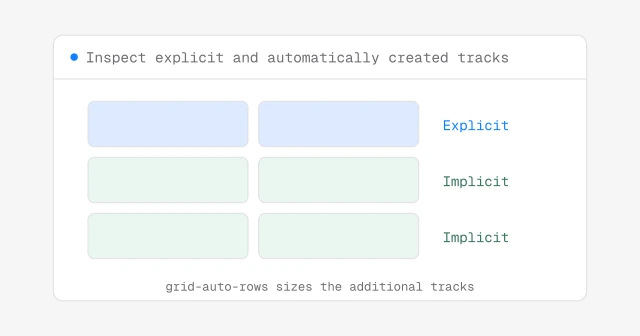 Inspect explicit and automatically created tracks
Explicit
Implicit
Implicit
grid-auto-rows sizes the additional tracks